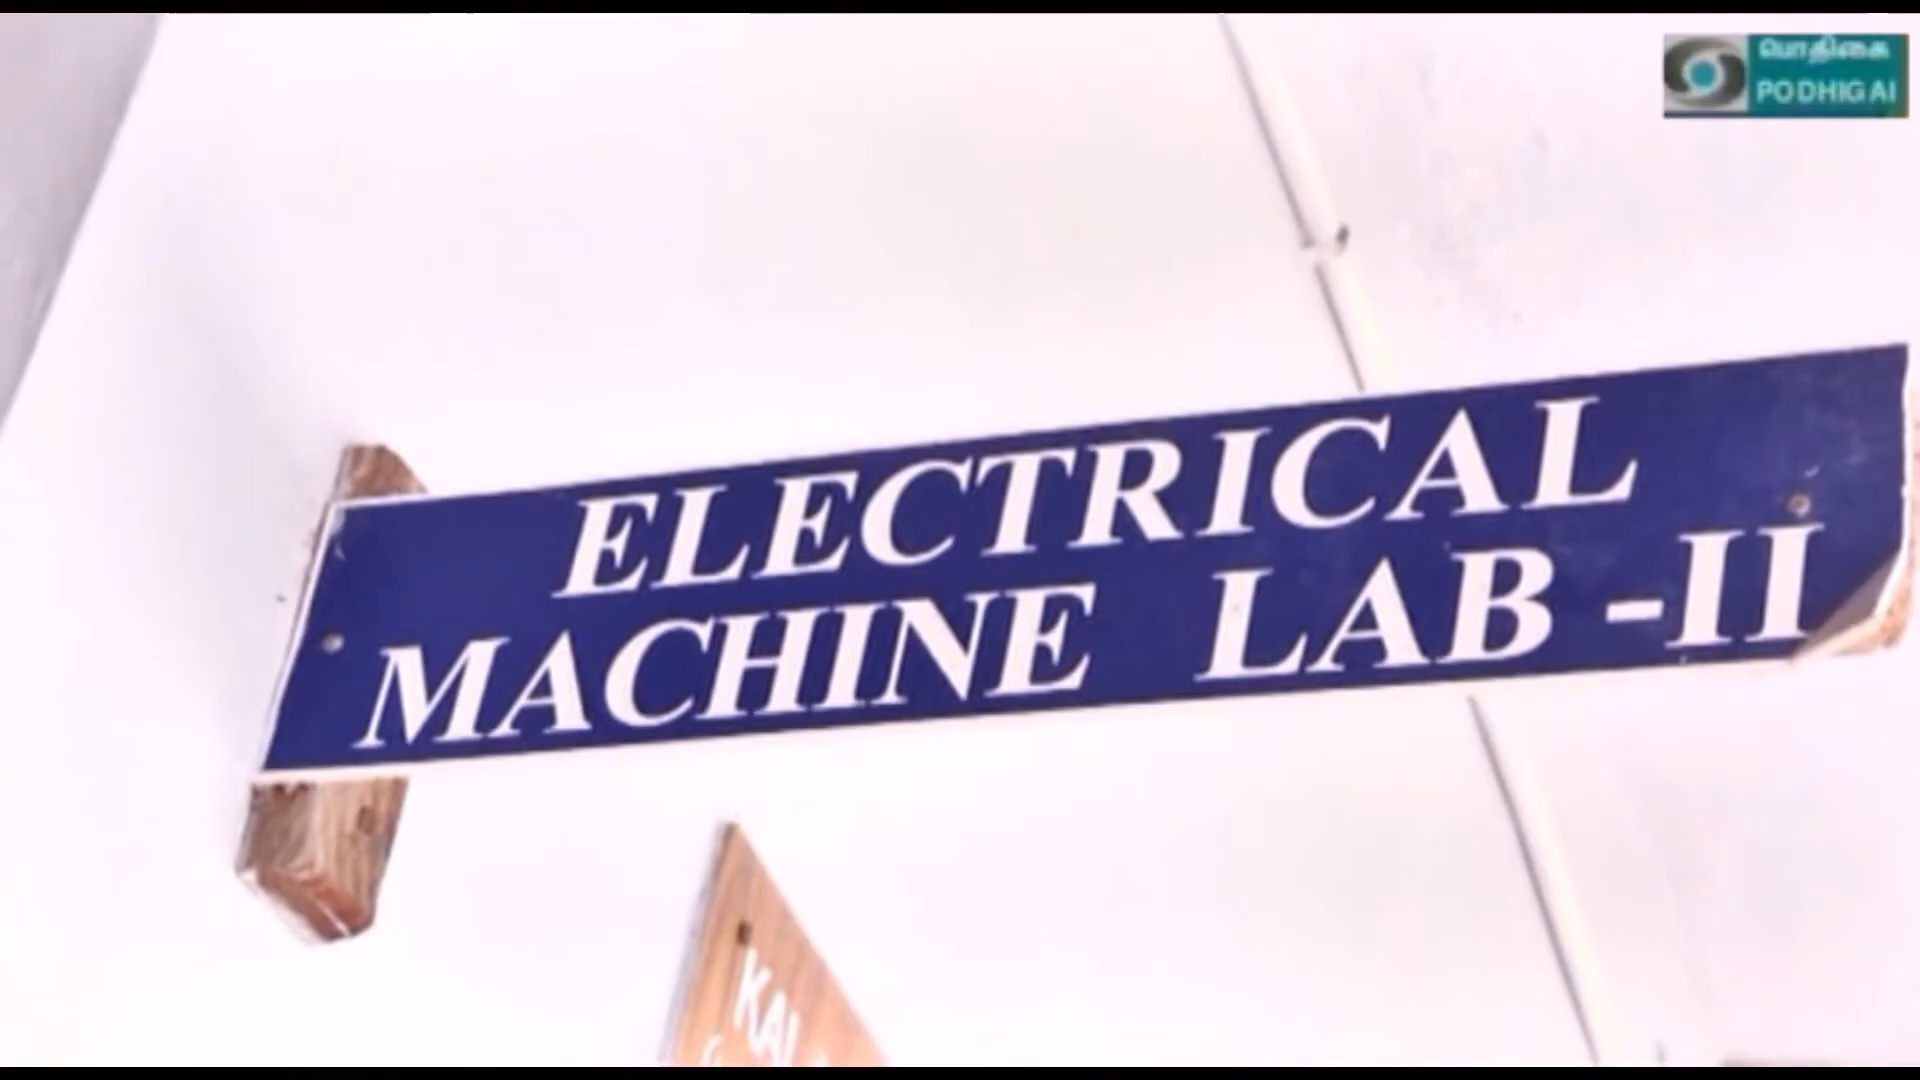 பொதிகை
PODHIGAI
ELECTRICAL
MACHINE LAB -II